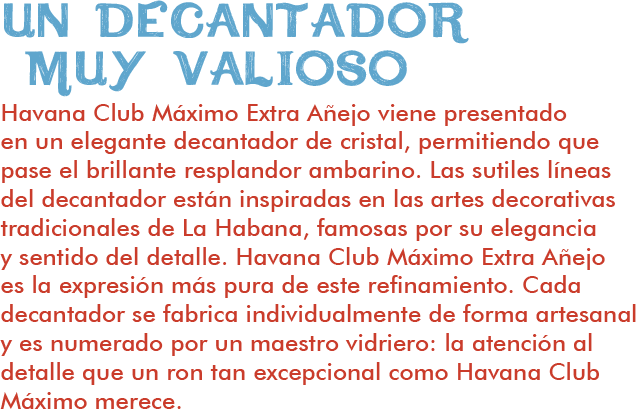 UN DECANTADOR
MUY VALIOSO
Havana Club Máximo Extra Añejo viene presentado
en un elegante decantador de cristal, permitiendo que
pase el brillante resplandor ambarino. Las sutiles líneas
del decantador están inspiradas en las artes decorativas
tradicionales de La Habana, famosas por su elegancia
y sentido del detalle. Havana Club Máximo Extra Añejo
es la expresión más pura de este refinamiento. Cada
decantador se fabrica individualmente de forma artesanal
y es numerado por un maestro vidriero: la atención al
detalle que un ron tan excepcional como Havana Club
Máximo merece.